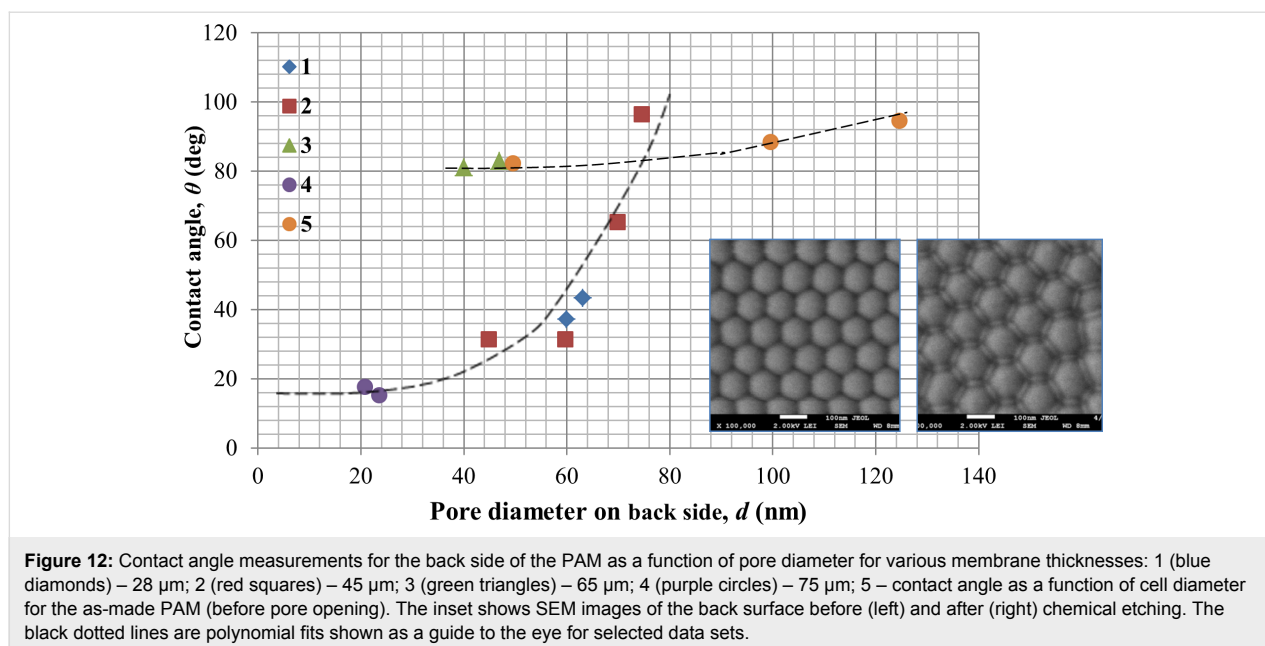 120
100
80
60
40
20
0
Contact angle, θ (deg)
1
2
3
4
5
X 100,000 2.00kV LEI 100nm JEOL SEM WD 8mm
00,000 2.00kV LEI 100nm JEOL SEM 4/ WD 8mm
0 20 40 60 80 100 120 140
Pore diameter on back side, d (nm)
Figure 12: Contact angle measurements for the back side of the PAM as a function of pore diameter for various membrane thicknesses: 1 (blue
diamonds) – 28 μm; 2 (red squares) – 45 μm; 3 (green triangles) – 65 μm; 4 (purple circles) – 75 μm; 5 – contact angle as a function of cell diameter
for the as-made PAM (before pore opening). The inset shows SEM images of the back surface before (left) and after (right) chemical etching. The
black dotted lines are polynomial fits shown as a guide to the eye for selected data sets.